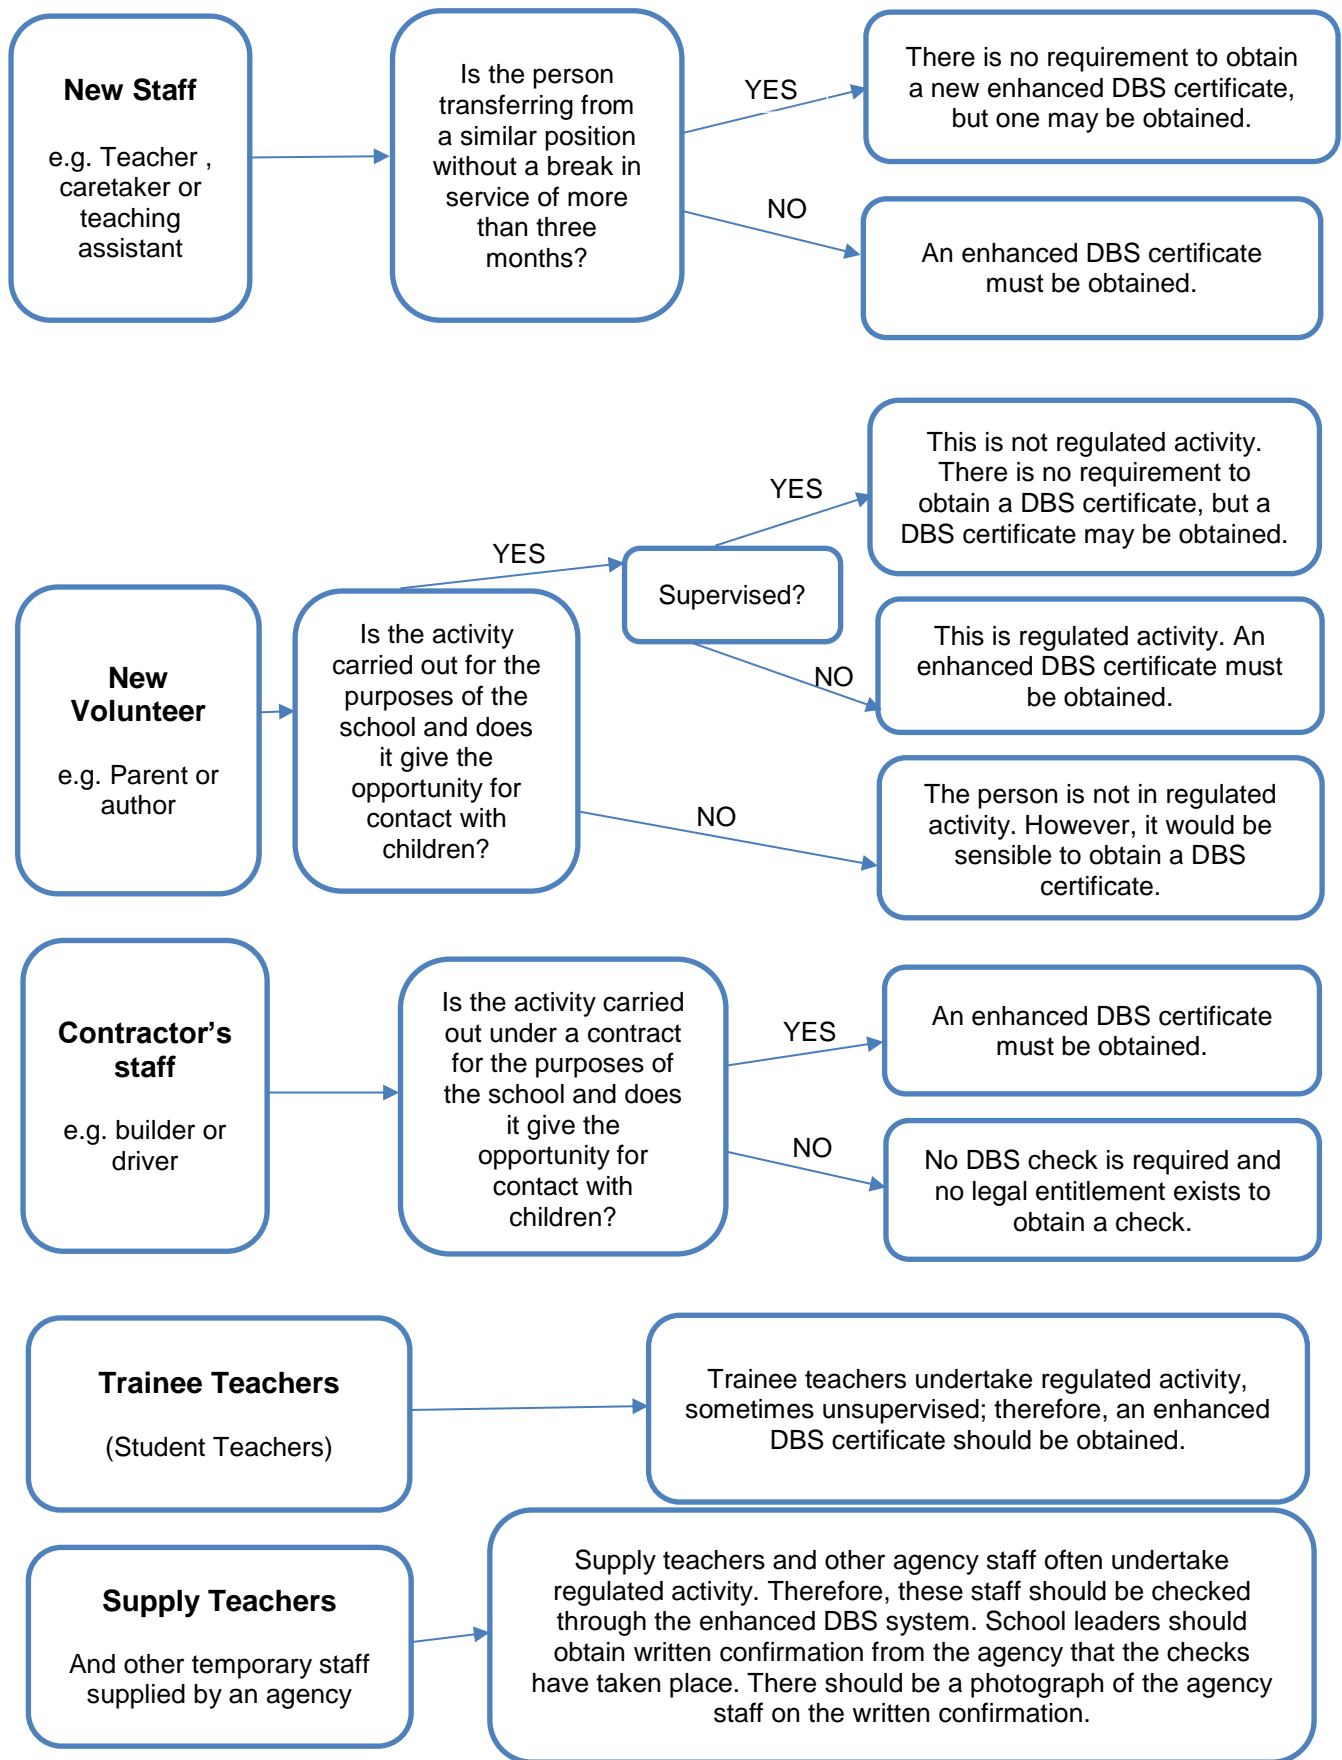 New Staff
e.g. Teacher ,
caretaker or
teaching
assistant
Is the person
transferring from
a similar position
without a break in
service of more
than three
months?
YES
There is no requirement to obtain
a new enhanced DBS certificate,
but one may be obtained.
NO
An enhanced DBS certificate
must be obtained.
New
Volunteer
e.g. Parent or
author
Is the activity
carried out for the
purposes of the
school and does
it give the
opportunity for
contact with
children?
YES
Supervised?
YES
This is not regulated activity.
There is no requirement to
obtain a DBS certificate, but a
DBS certificate may be obtained.
NO
This is regulated activity. An
enhanced DBS certificate must
be obtained.
NO
The person is not in regulated
activity. However, it would be
sensible to obtain a DBS
certificate.
Contractor’s
staff
e.g. builder or
driver
Is the activity carried
out under a contract
for the purposes of
the school and does
it give the
opportunity for
contact with
children?
YES
An enhanced DBS certificate
must be obtained.
NO
No DBS check is required and
no legal entitlement exists to
obtain a check.
Trainee Teachers
(Student Teachers)
Trainee teachers undertake regulated activity,
sometimes unsupervised; therefore, an enhanced
DBS certificate should be obtained.
Supply Teachers
And other temporary staff
supplied by an agency
Supply teachers and other agency staff often undertake
regulated activity. Therefore, these staff should be checked
through the enhanced DBS system. School leaders should
obtain written confirmation from the agency that the checks
have taken place. There should be a photograph of the agency
staff on the written confirmation.